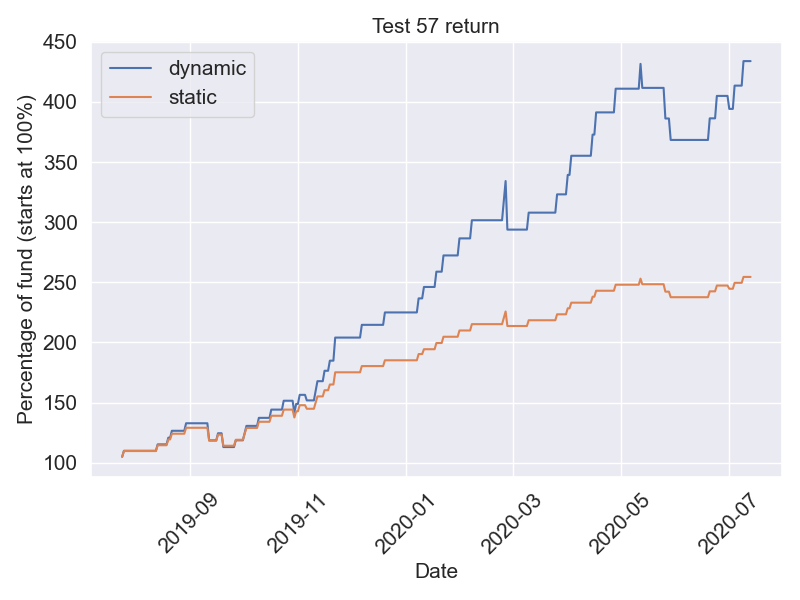 Test 57 return
dynamic
static
Percentage of fund (starts at 100%)
450
400
350
300
250
200
150
100
2019-09
2019-11
2020-01
2020-03
2020-05
2020-07
Date